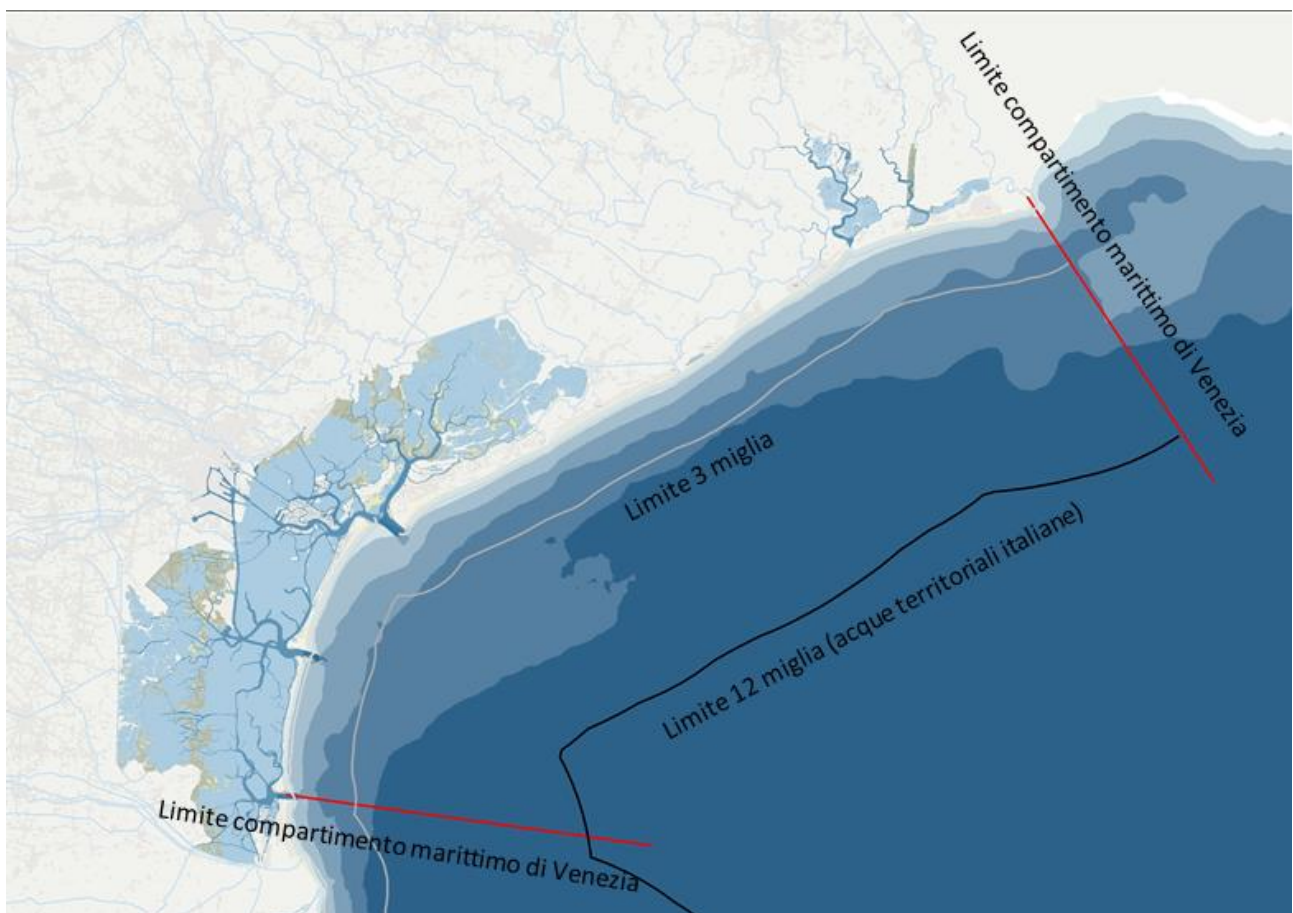 Limite compartimento marittimo di Venezia
Limite 3 miglia
Limite 12 miglia (acque territoriali italiane)
Limite compartimento marittimo di Venezia